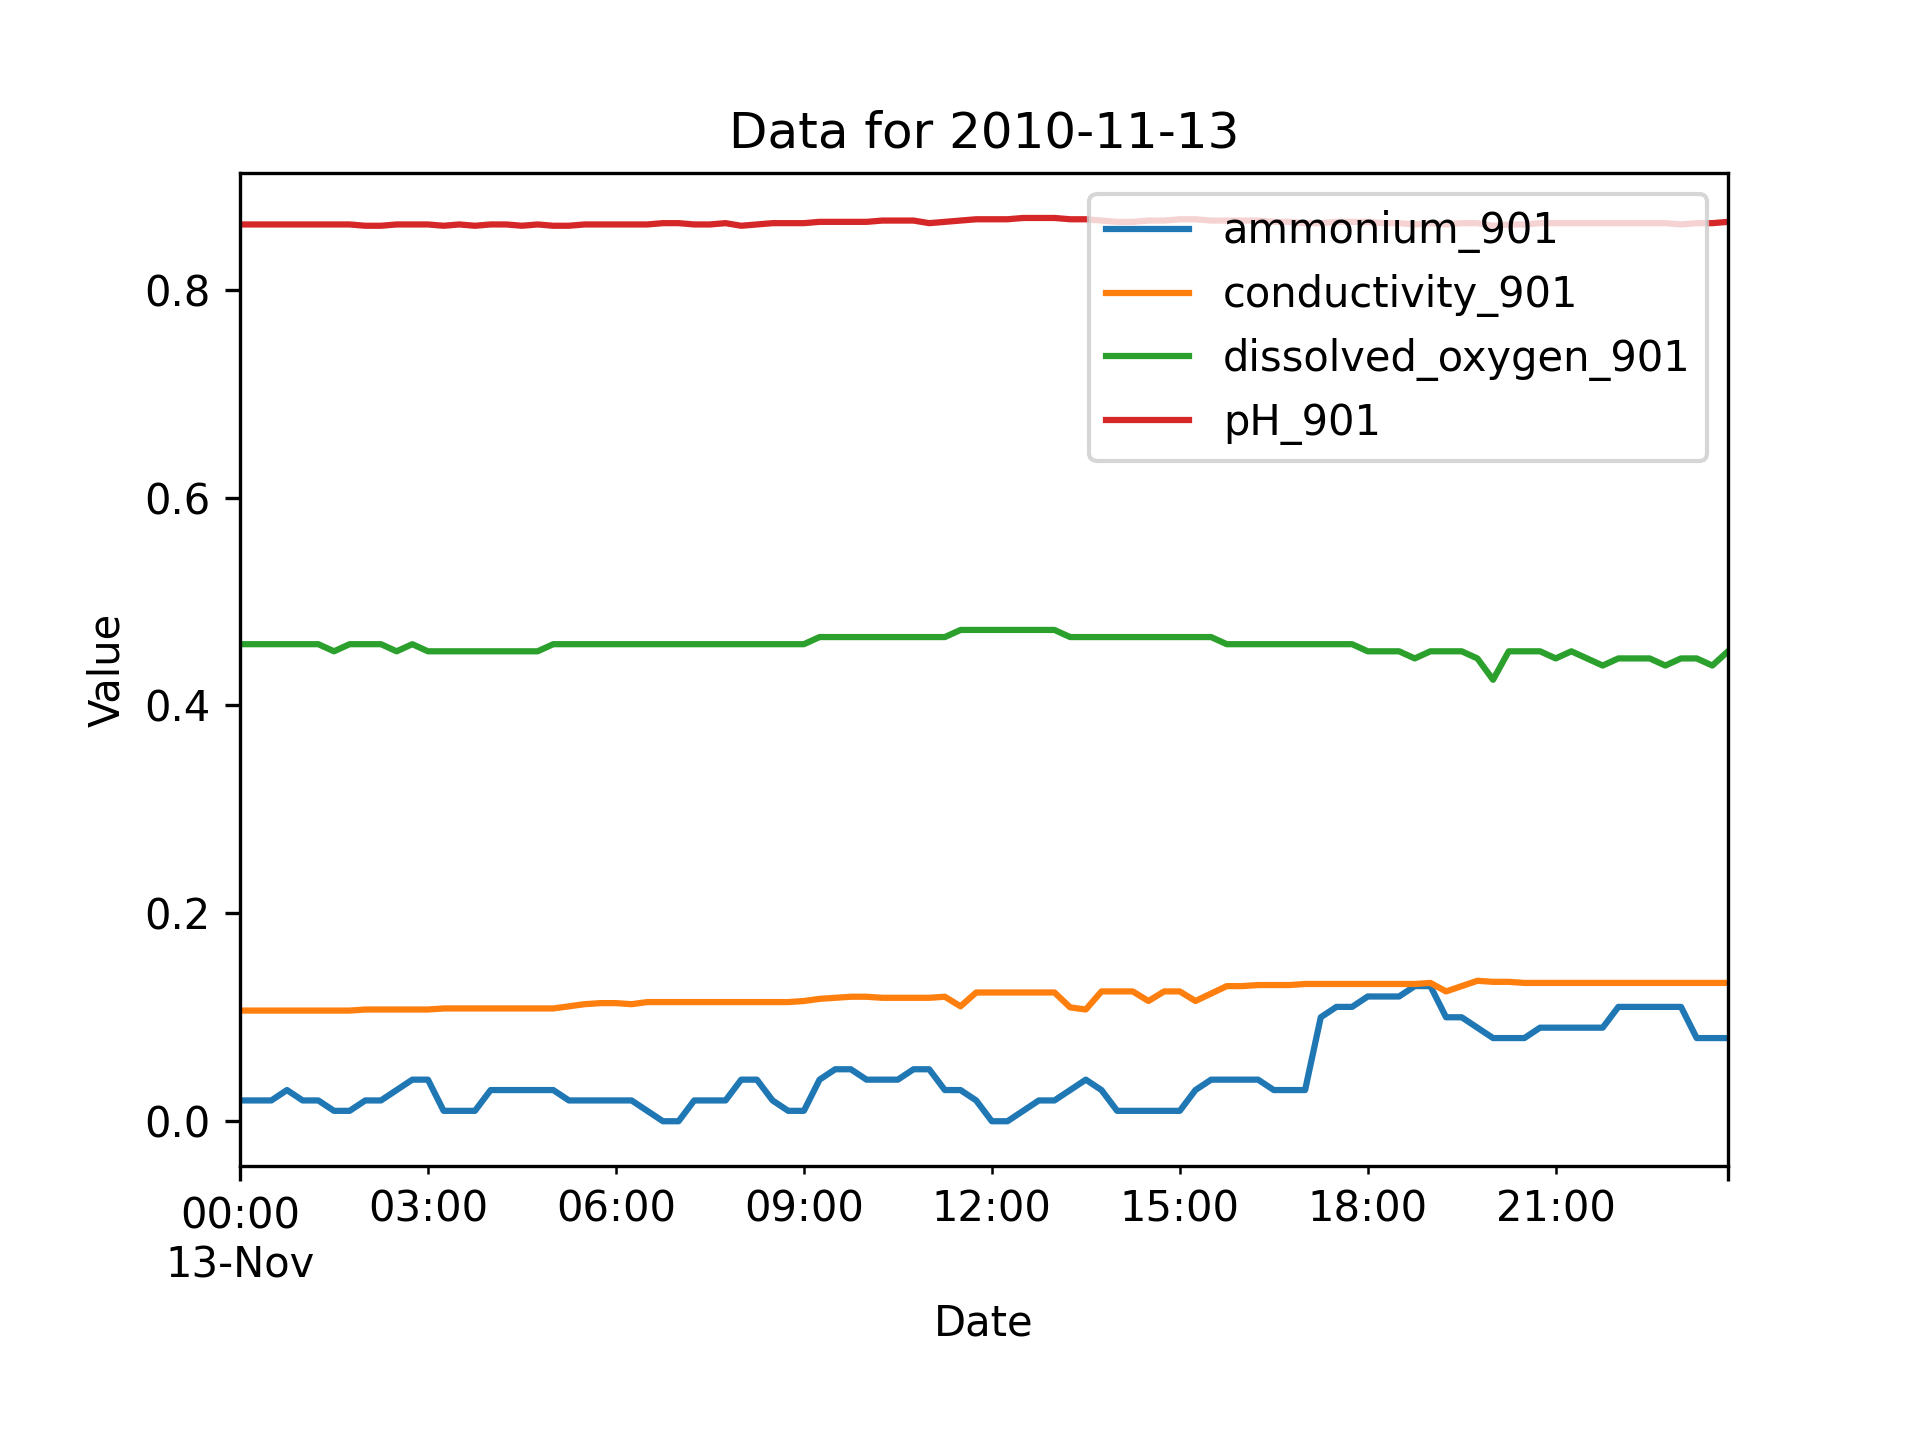 Data for 2010-11-13
ammonium_901
conductivity_901
dissolved_oxygen_901
pH_901
0.8
0.6
0.4
0.2
0.0
Value
00:00 03:00 06:00 09:00 12:00 15:00 18:00 21:00
13-Nov
Date